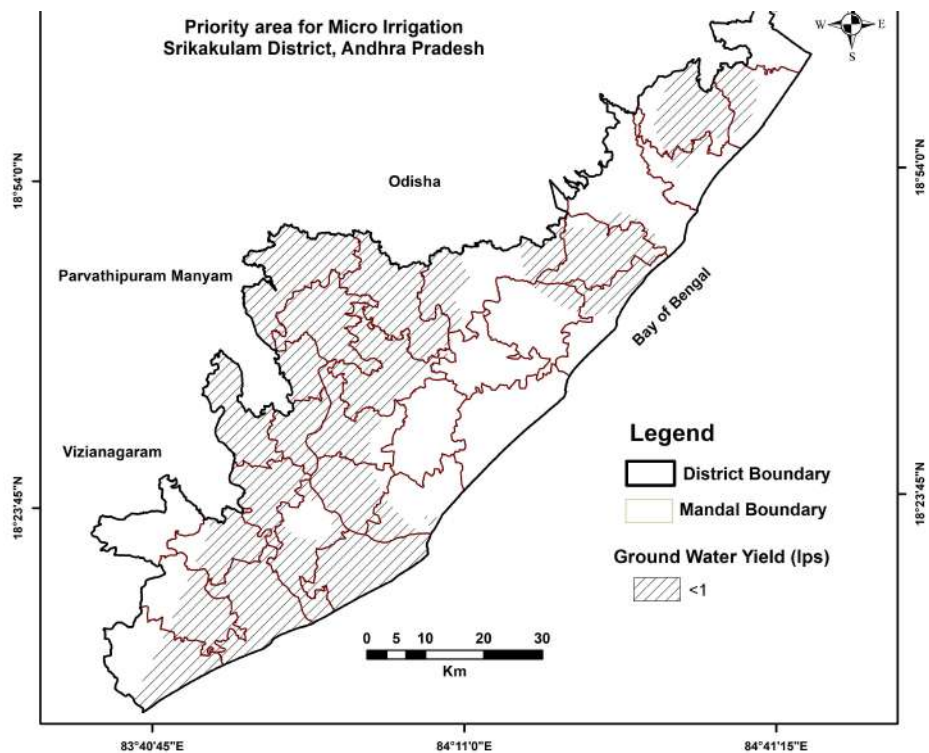 Priority area for Micro Irrigation
Srikakulam District, Andhra Pradesh
W E
S
18°54'0"N
18°54'0"N
Odisha
Parvathipuram Manyam
Bay of Bengal
Vizianagaram
18°23'45"N
18°23'45"N
Legend
District Boundary
Mandal Boundary
Ground Water Yield (lps)
<1
0 5 10 20 30
Km
83°40'45"E 84°11'0"E 84°41'15"E